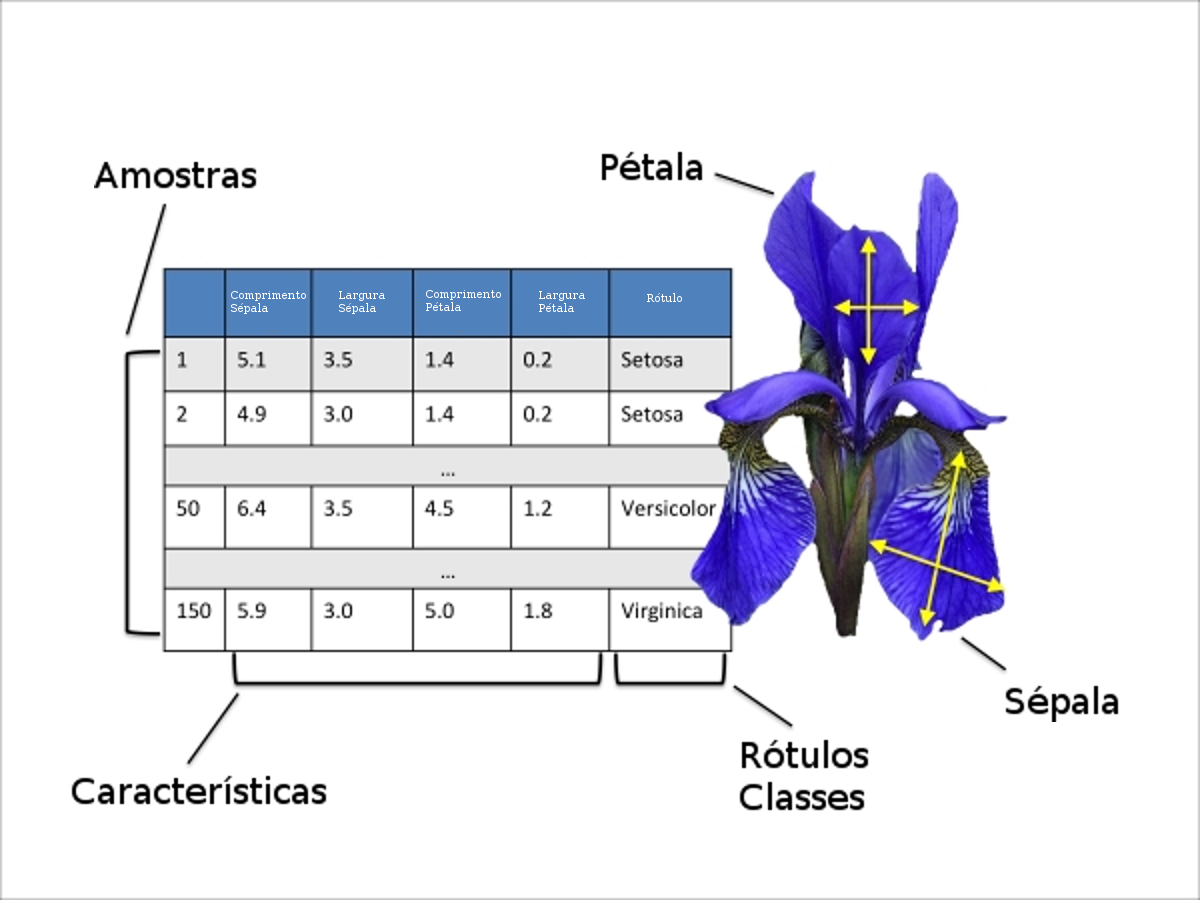 Amostras
Pétala
Comprimento Sépala
Largura Sépala
Comprimento Pétala
Largura Pétala
Rótulo
1 5.1 3.5 1.4 0.2 Setosa
2 4.9 3.0 1.4 0.2 Setosa
...
50 6.4 3.5 4.5 1.2 Versicolor
...
150 5.9 3.0 5.0 1.8 Virginica
Sépala
Rótulos
Classes
Características